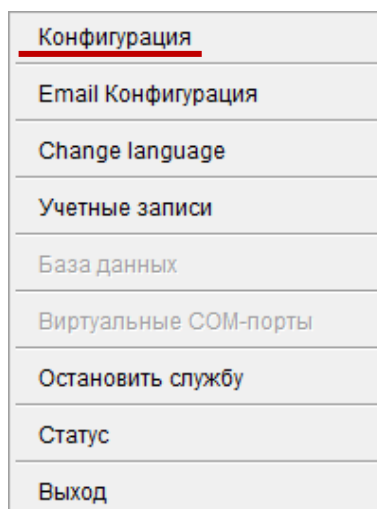 Конфигурация
Email Конфигурация
Change language
Учетные записи
База данных
Виртуальные COM-порты
Остановить службу
Статус
Выход